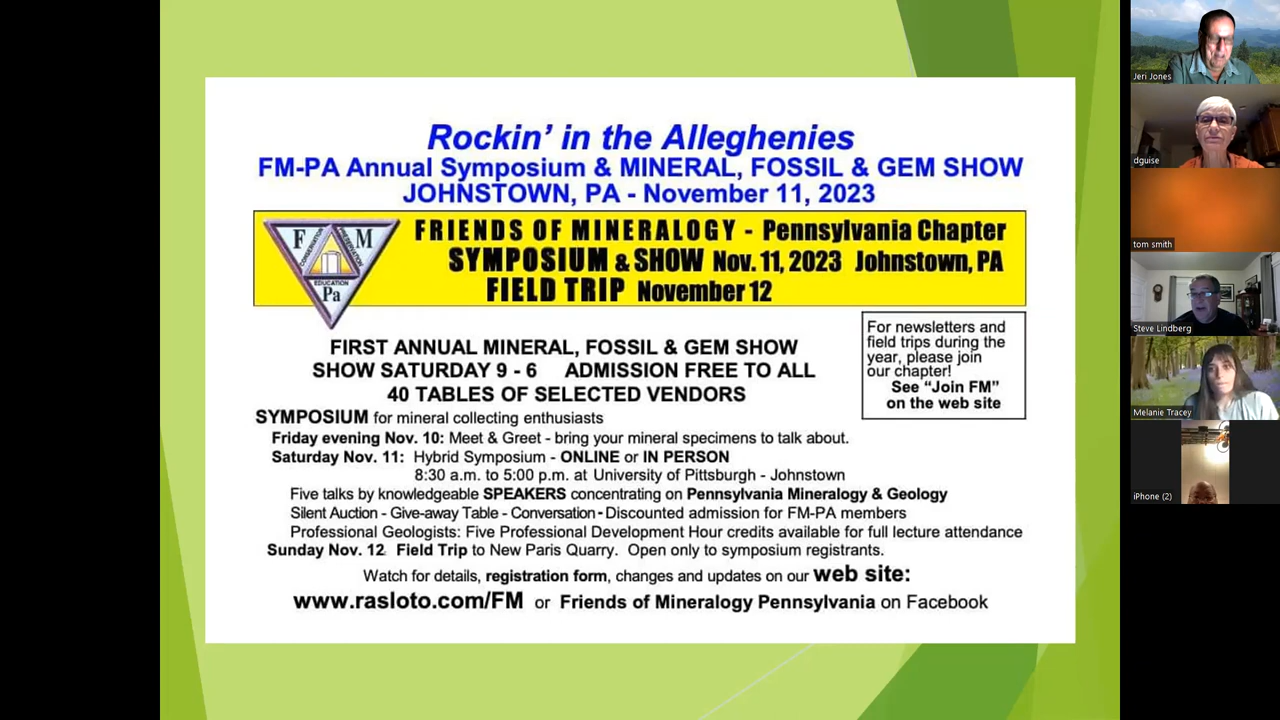 Rockin' in the Alleghenies
FM-PA Annual Symposium & MINERAL, FOSSIL & GEM SHOW
JOHNSTOWN, PA - November 11, 2023
F M
CONSERVATION
PRESERVATION
EDUCATION
Pa
FRIENDS OF MINERALOGY - Pennsylvania Chapter
SYMPOSIUM & SHOW Nov. 11, 2023 Johnstown, PA
FIELD TRIP November 12
FIRST ANNUAL MINERAL, FOSSIL & GEM SHOW
SHOW SATURDAY 9 - 6 ADMISSION FREE TO ALL
40 TABLES OF SELECTED VENDORS
For newsletters and
field trips during the
year, please join
our chapter!
See “Join FM”
on the web site
SYMPOSIUM for mineral collecting enthusiasts
Friday evening Nov. 10: Meet & Greet - bring your mineral specimens to talk about.
Saturday Nov. 11: Hybrid Symposium - ONLINE or IN PERSON
8:30 a.m. to 5:00 p.m. at University of Pittsburgh - Johnstown
Five talks by knowledgeable SPEAKERS concentrating on Pennsylvania Mineralogy & Geology
Silent Auction - Give-away Table - Conversation - Discounted admission for FM-PA members
Professional Geologists: Five Professional Development Hour credits available for full lecture attendance
Sunday Nov. 12 Field Trip to New Paris Quarry. Open only to symposium registrants.
Watch for details, registration form, changes and updates on our web site:
www.rasloto.com/FM or Friends of Mineralogy Pennsylvania on Facebook
Jeri Jones
dguise
tom smith
Steve Lindberg
Melanie Tracey
iPhone (2)